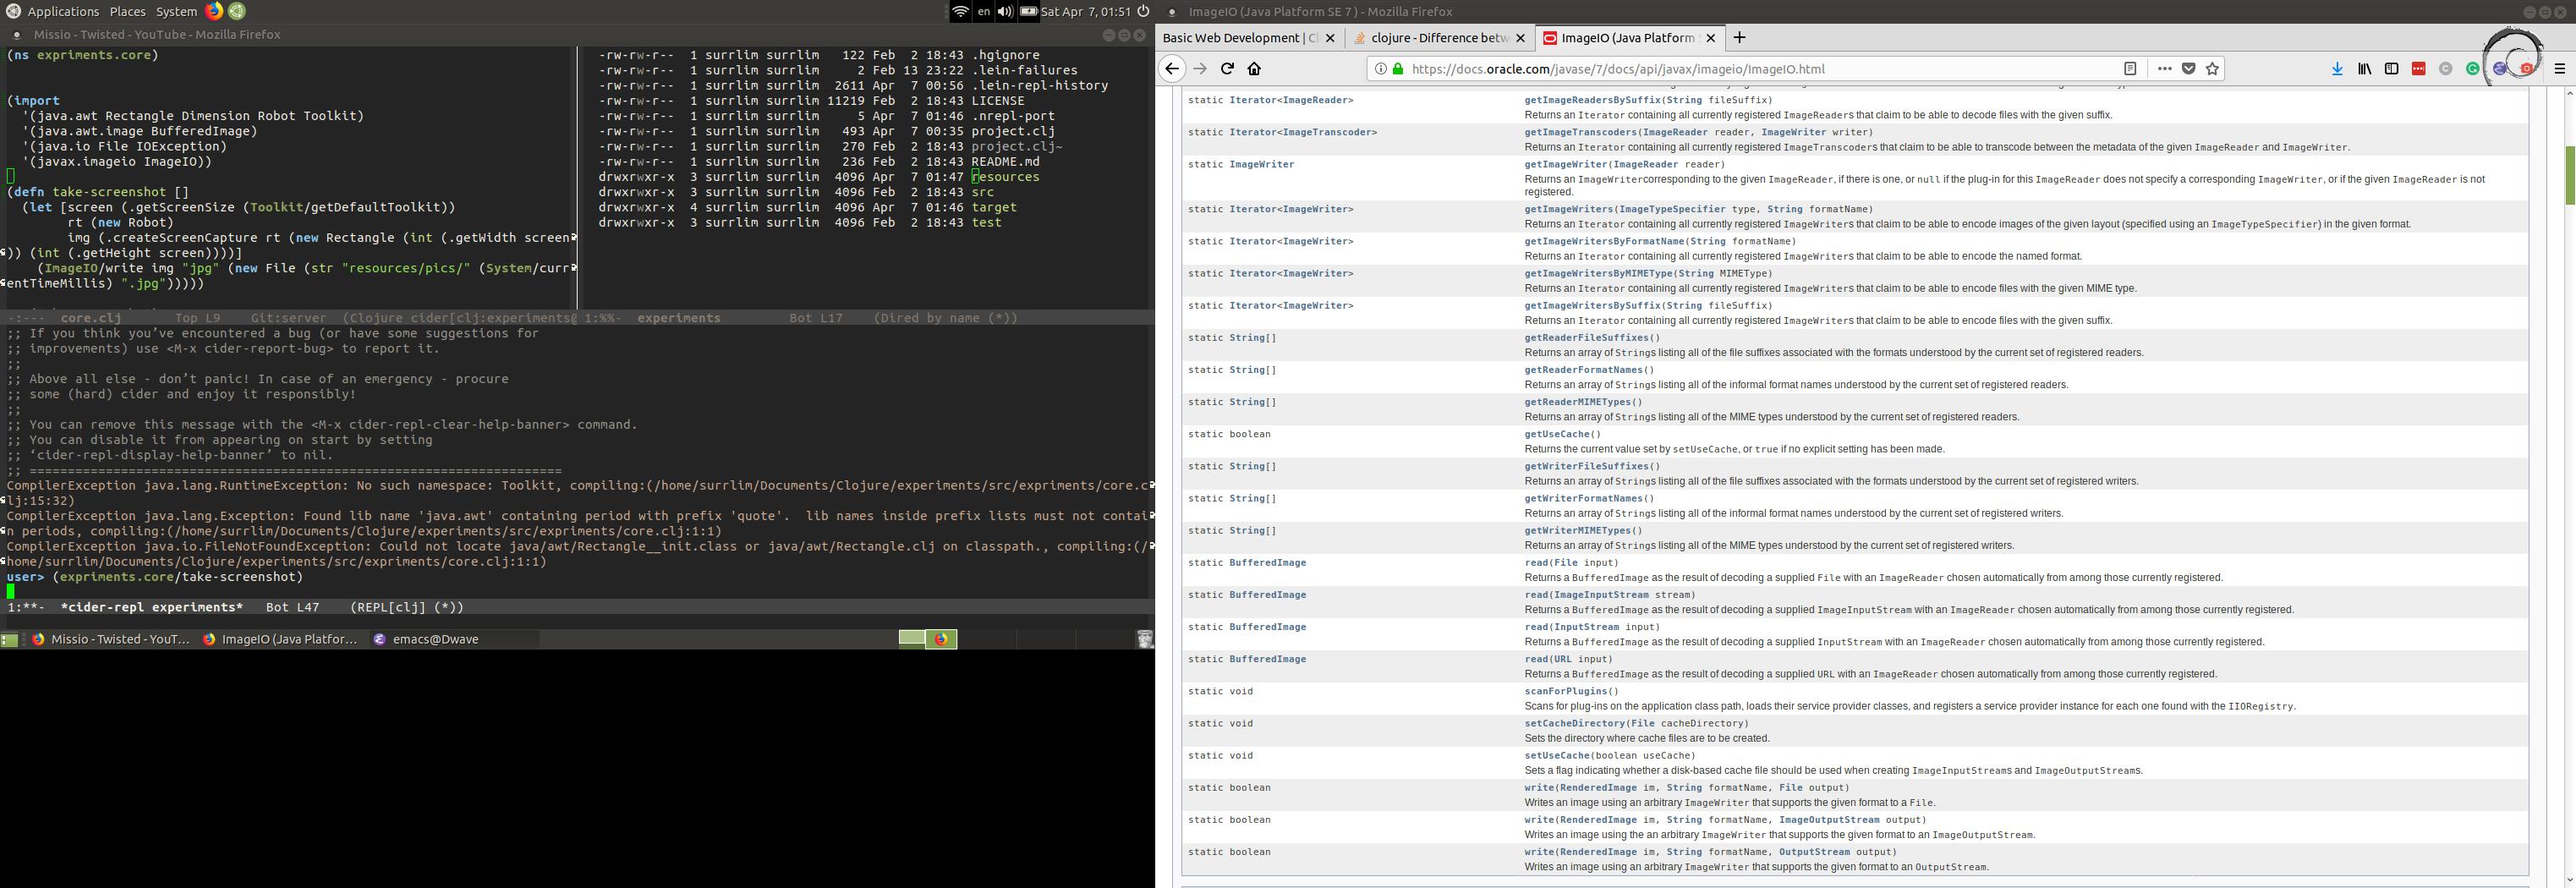 Applications Places System
en
Sat Apr 7, 01:51
Missio - Twisted - YouTube - Mozilla Firefox
(ns expriments.core)
(import
'(java.awt Rectangle Dimension Robot Toolkit)
'(java.awt.image BufferedImage)
'(java.io File IOException)
'(javax.imageio ImageIO))
(defn take-screenshot []
(let [screen (.getScreenSize (Toolkit/getDefaultToolkit))
rt (new Robot)
img (.createScreenCapture rt (new Rectangle (int (.getWidth screen
)) (int (.getHeight screen))))]
(ImageIO/write img "jpg" (new File (str "resources/pics/" (System/curr
entTimeMillis) ".jpg")))))
-:--- core.clj Top L9 Git:server (Clojure cider[clj:experiments@
-rw-rw-r-- 1 surrlim surrlim 122 Feb 2 18:43 .hgignore
-rw-rw-r-- 1 surrlim surrlim 2 Feb 13 23:22 .lein-failures
-rw-rw-r-- 1 surrlim surrlim 2611 Apr 7 00:56 .lein-repl-history
-rw-rw-r-- 1 surrlim surrlim 11219 Feb 2 18:43 LICENSE
-rw-rw-r-- 1 surrlim surrlim 5 Apr 7 01:46 .nrepl-port
-rw-rw-r-- 1 surrlim surrlim 493 Apr 7 00:35 project.clj
-rw-rw-r-- 1 surrlim surrlim 270 Feb 2 18:43 project.clj~
-rw-rw-r-- 1 surrlim surrlim 236 Feb 2 18:43 README.md
drwxrwxr-x 3 surrlim surrlim 4096 Apr 7 01:47 resources
drwxrwxr-x 3 surrlim surrlim 4096 Feb 2 18:43 src
drwxrwxr-x 4 surrlim surrlim 4096 Apr 7 01:46 target
drwxrwxr-x 3 surrlim surrlim 4096 Feb 2 18:43 test
1:%%- experiments Bot L17 (Dired by name (*))
;; If you think you've encountered a bug (or have some suggestions for
;; improvements) use <M-x cider-report-bug> to report it.
;;
;; Above all else - don't panic! In case of an emergency - procure
;; some (hard) cider and enjoy it responsibly!
;;
;; You can remove this message with the <M-x cider-repl-clear-help-banner> command.
;; You can disable it from appearing on start by setting
;; ‘cider-repl-display-help-banner’ to nil.
;; ======================================================================
CompilerException java.lang.RuntimeException: No such namespace: Toolkit, compiling:(/home/surrlim/Documents/Clojure/experiments/src/expriments/core.c
lj:15:32)
CompilerException java.lang.Exception: Found lib name 'java.awt' containing period with prefix 'quote'. lib names inside prefix lists must not contai
n periods, compiling:(/home/surrlim/Documents/Clojure/experiments/src/expriments/core.clj:1:1)
CompilerException java.io.FileNotFoundException: Could not locate java/awt/Rectangle__init.class or java/awt/Rectangle.clj on classpath., compiling:(/
home/surrlim/Documents/Clojure/experiments/src/expriments/core.clj:1:1)
user> (expriments.core/take-screenshot)
1:**- *cider-repl experiments* Bot L47 (REPL[clj] (*))
Missio - Twisted - YouT... ImageIO (Java Platfor... emacs@Dwave
ImageIO (Java Platform SE 7 ) - Mozilla Firefox
Basic Web Development | Cl clojure - Difference betw ImageIO (Java Platform
https://docs.oracle.com/javase/7/docs/api/javax/imageio/ImageIO.html
static Iterator<ImageReader> getImageReadersBySuffix(String fileSuffix)
Returns an Iterator containing all currently registered ImageReaders that claim to be able to decode files with the given suffix.
static Iterator<ImageTranscoder> getImageTranscoders(ImageReader reader, ImageWriter writer)
Returns an Iterator containing all currently registered ImageTranscoders that claim to be able to transcode between the metadata of the given ImageReader and ImageWriter.
static ImageWriter getImageWriter(ImageReader reader)
Returns an ImageWritercorresponding to the given ImageReader, if there is one, or null if the plug-in for this ImageReader does not specify a corresponding ImageWriter, or if the given ImageReader is not
registered.
static Iterator<ImageWriter> getImageWriters(ImageTypeSpecifier type, String formatName)
Returns an Iterator containing all currently registered ImageWriters that claim to be able to encode images of the given layout (specified using an ImageTypeSpecifier) in the given format.
static Iterator<ImageWriter> getImageWritersByFormatName(String formatName)
Returns an Iterator containing all currently registered ImageWriters that claim to be able to encode the named format.
static Iterator<ImageWriter> getImageWritersByMIMEType(String MIMEType)
Returns an Iterator containing all currently registered ImageWriters that claim to be able to encode files with the given MIME type.
static Iterator<ImageWriter> getImageWritersBySuffix(String fileSuffix)
Returns an Iterator containing all currently registered ImageWriters that claim to be able to encode files with the given suffix.
static String[] getReaderFileSuffixes()
Returns an array of Strings listing all of the file suffixes associated with the formats understood by the current set of registered readers.
static String[] getReaderFormatNames()
Returns an array of Strings listing all of the informal format names understood by the current set of registered readers.
static String[] getReaderMIMETypes()
Returns an array of Strings listing all of the MIME types understood by the current set of registered readers.
static boolean getUseCache()
Returns the current value set by setUseCache, or true if no explicit setting has been made.
static String[] getWriterFileSuffixes()
Returns an array of Strings listing all of the file suffixes associated with the formats understood by the current set of registered writers.
static String[] getWriterFormatNames()
Returns an array of Strings listing all of the informal format names understood by the current set of registered writers.
static String[] getWriterMIMETypes()
Returns an array of Strings listing all of the MIME types understood by the current set of registered writers.
static BufferedImage read(File input)
Returns a BufferedImage as the result of decoding a supplied File with an ImageReader chosen automatically from among those currently registered.
static BufferedImage read(ImageInputStream stream)
Returns a BufferedImage as the result of decoding a supplied ImageInputStream with an ImageReader chosen automatically from among those currently registered.
static BufferedImage read(InputStream input)
Returns a BufferedImage as the result of decoding a supplied InputStream with an ImageReader chosen automatically from among those currently registered.
static BufferedImage read(URL input)
Returns a BufferedImage as the result of decoding a supplied URL with an ImageReader chosen automatically from among those currently registered.
static void scanForPlugins()
Scans for plug-ins on the application class path, loads their service provider classes, and registers a service provider instance for each one found with the IIORegistry.
static void setCacheDirectory(File cacheDirectory)
Sets the directory where cache files are to be created.
static void setUseCache(boolean useCache)
Sets a flag indicating whether a disk-based cache file should be used when creating ImageInputStreams and ImageOutputStreams.
static boolean write(RenderedImage im, String formatName, File output)
Writes an image using an arbitrary ImageWriter that supports the given format to a File.
static boolean write(RenderedImage im, String formatName, ImageOutputStream output)
Writes an image using the an arbitrary ImageWriter that supports the given format to an ImageOutputStream.
static boolean write(RenderedImage im, String formatName, OutputStream output)
Writes an image using an arbitrary ImageWriter that supports the given format to an OutputStream.